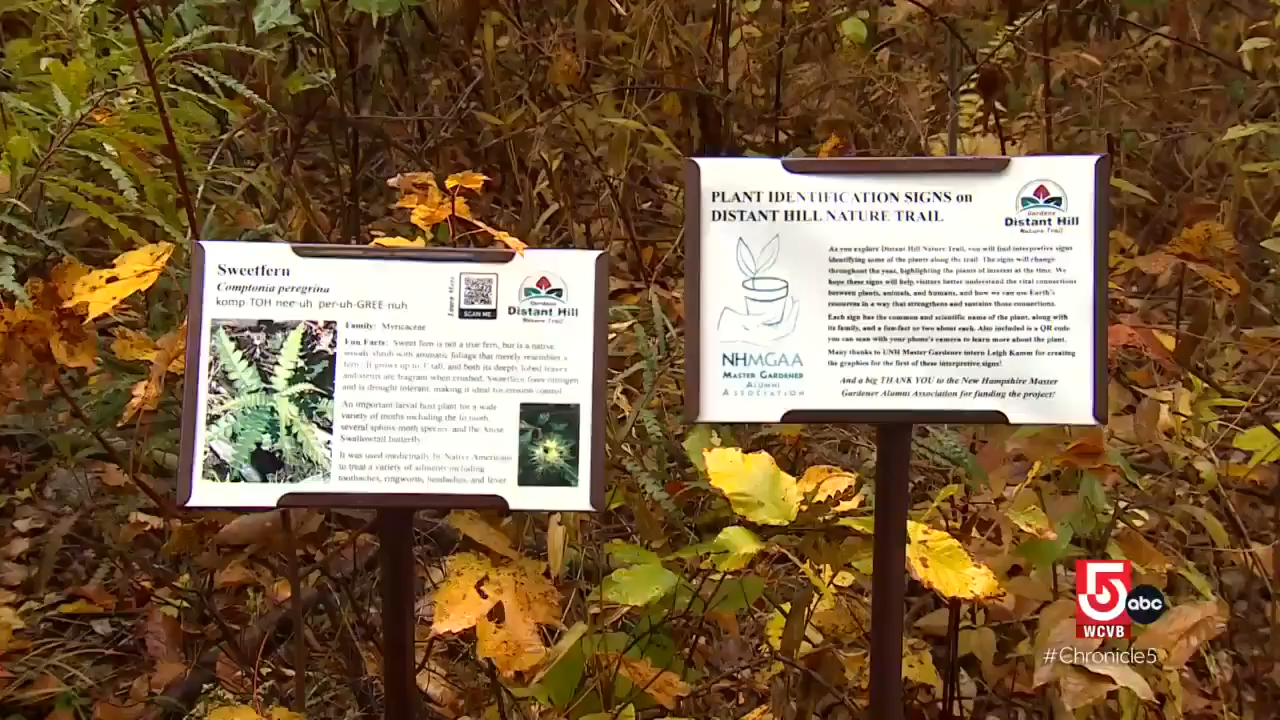 Sweetfern
Comptonia peregrina
komp-TOH-nee-uh per-uh-GREE-nuh
Learn More
SCAN ME
Gardens
Distant Hill
Nature Trail
Family: Myricaceae
Fun Facts: Sweet fern is not a true fern, but is a native
woody shrub with aromatic foliage that merely resembles a
fern. It grows up to tall, and both its deeply lobed leaves
and stems are fragrant when crushed. Sweetfern fixes nitrogen
and is drought tolerant, making it ideal for erosion control
An important larval host plant for a wide
variety of moths including the Io moth,
several sphinx moth species and the
Swallowtail butterfly.
It was used medicinally by Native Americans
to treat a variety of ailments including
toothaches, ringworm, headaches, and fever
PLANT IDENTIFICATION SIGNS on
DISTANT HILL NATURE TRAIL
Gardens
Distant Hill
Nature Trail
As you explore Distant Hill Nature Trail, you will find interpretive signs
identifying some of the plants along the trail. The signs will change
throughout the year, highlighting the plants of interest at the time. We
hope these signs will help visitors better understand the vital connections
between plants, animals, and humans, and how we can use Earth's
resources in a way that strengthens and sustains those connections.
Each sign has the common and scientific name of the plant, along with
its family, and a fun fact or two about each. Also included is a QR code
you can scan with your phone's camera to learn more about the plant.
Many thanks to UNH Master Gardener intern Leigh Kamm for creating
the graphics for the first of these interpretive signs!
And a big THANK YOU to the New Hampshire Master
Gardener Alumni Association for funding the project!
NHMGAA
MASTER GARDENER
ALUMNI
ASSOCIATION
5
abc
WCVB
#Chronicle5